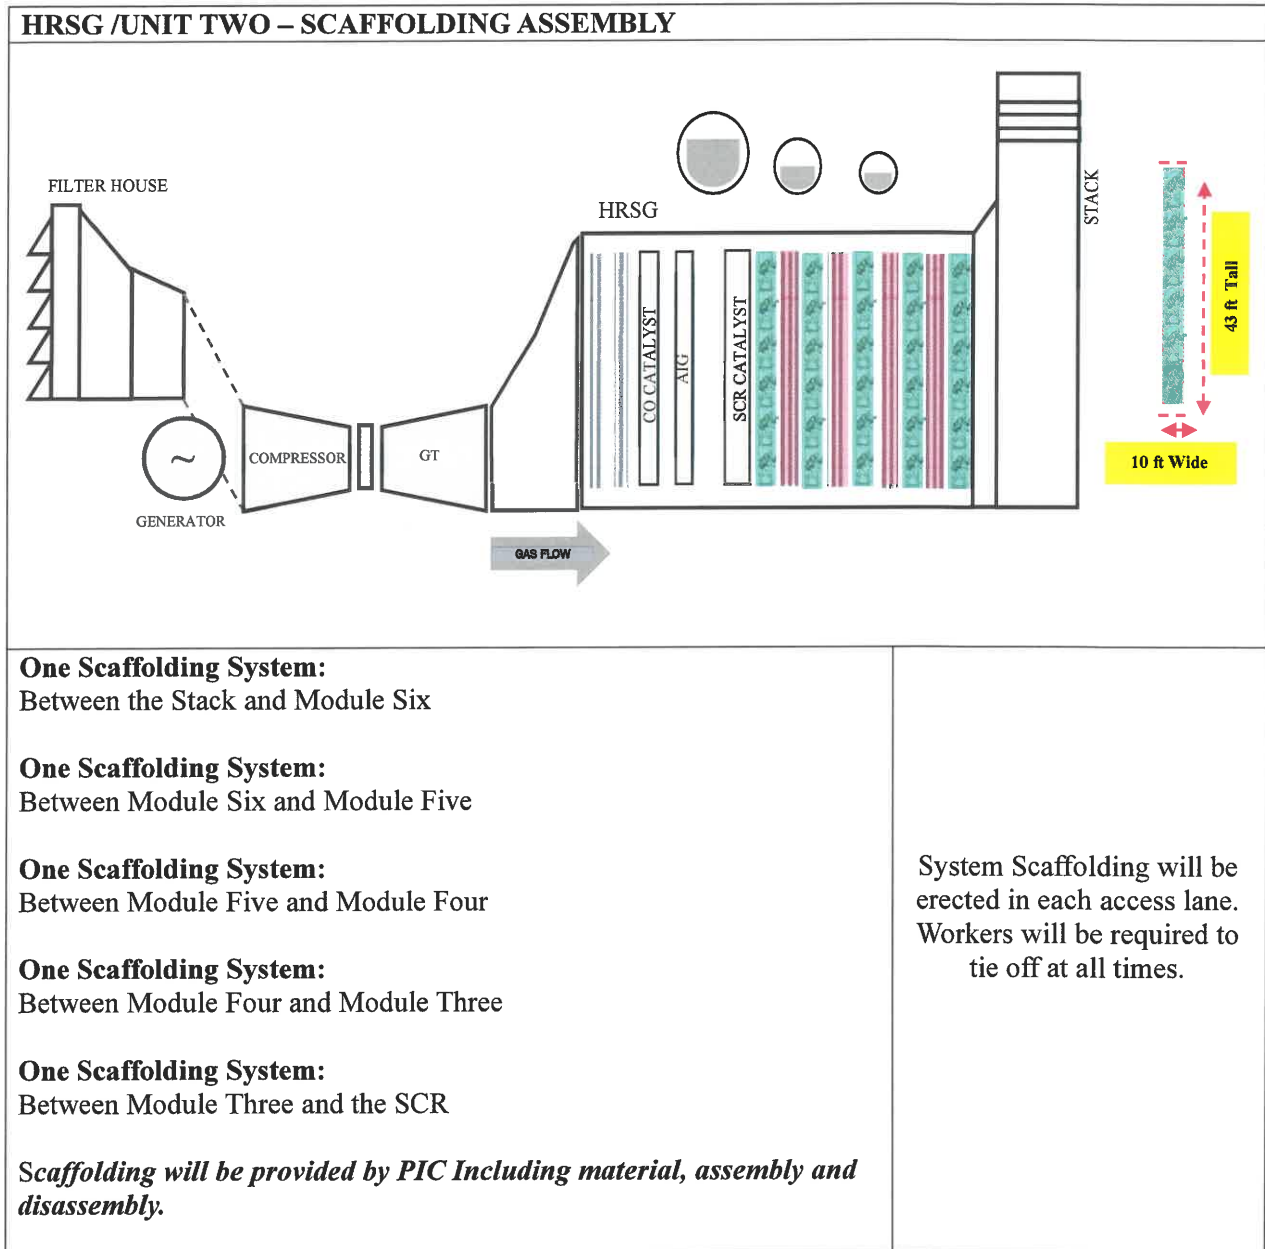 HRSG /UNIT TWO – SCAFFOLDING ASSEMBLY
FILTER HOUSE
HRSG
STACK
43 ft Tall
CO CATALYST
AIG
SCR CATALYST
COMPRESSOR
GT
~
10 ft Wide
GENERATOR
GAS FLOW
One Scaffolding System:
Between the Stack and Module Six
One Scaffolding System:
Between Module Six and Module Five
One Scaffolding System:
Between Module Five and Module Four
One Scaffolding System:
Between Module Four and Module Three
One Scaffolding System:
Between Module Three and the SCR
Scaffolding will be provided by PIC Including material, assembly and
disassembly.
System Scaffolding will be
erected in each access lane.
Workers will be required to
tie off at all times.